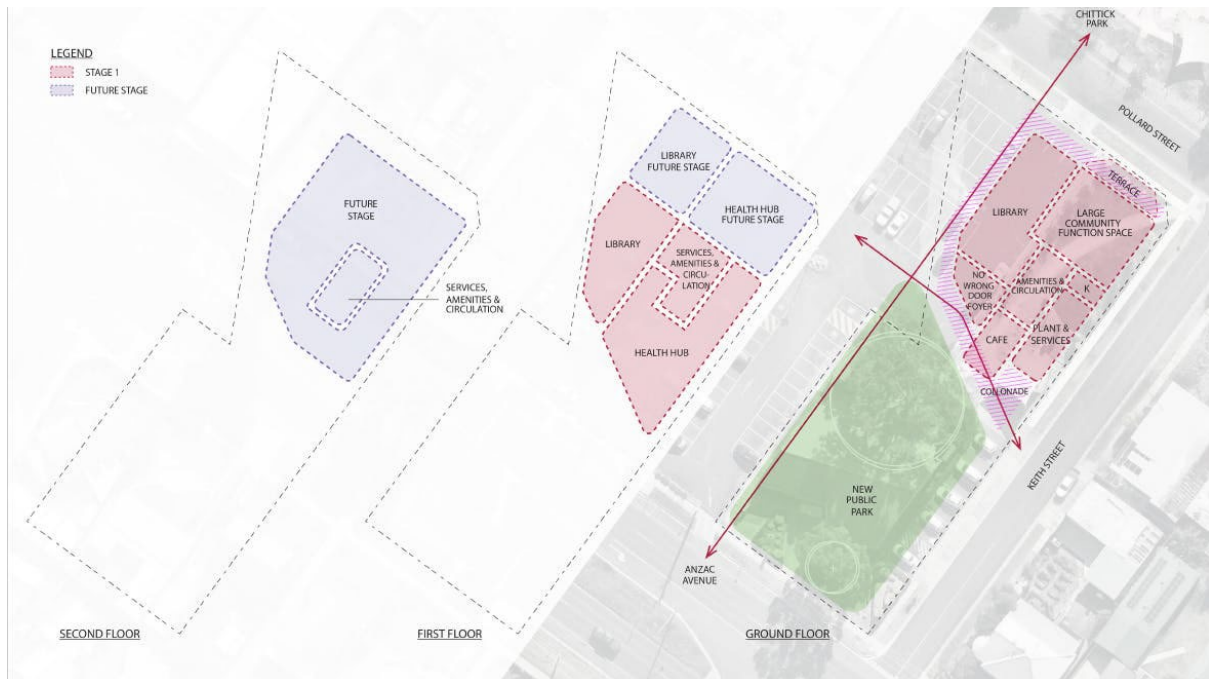 LEGEND
STAGE 1
FUTURE STAGE
FUTURE
STAGE
SERVICES,
AMENITIES &
CIRCULATION
SECOND FLOOR
LIBRARY
FUTURE STAGE
HEALTH HUB
FUTURE STAGE
LIBRARY
SERVICES,
AMENITIES &
CIRCU-
LATION
HEALTH HUB
FIRST FLOOR
CHITTICK
PARK
POLLARD STREET
TERRACE
LIBRARY
LARGE
COMMUNITY
FUNCTION SPACE
NO
WRONG
DOOR
FOYER
AMENITIES &
CIRCULATION
K
PLANT &
SERVICES
CAFE
COLONADE
KEITH STREET
NEW
PUBLIC
PARK
ANZAC
AVENUE
GROUND FLOOR